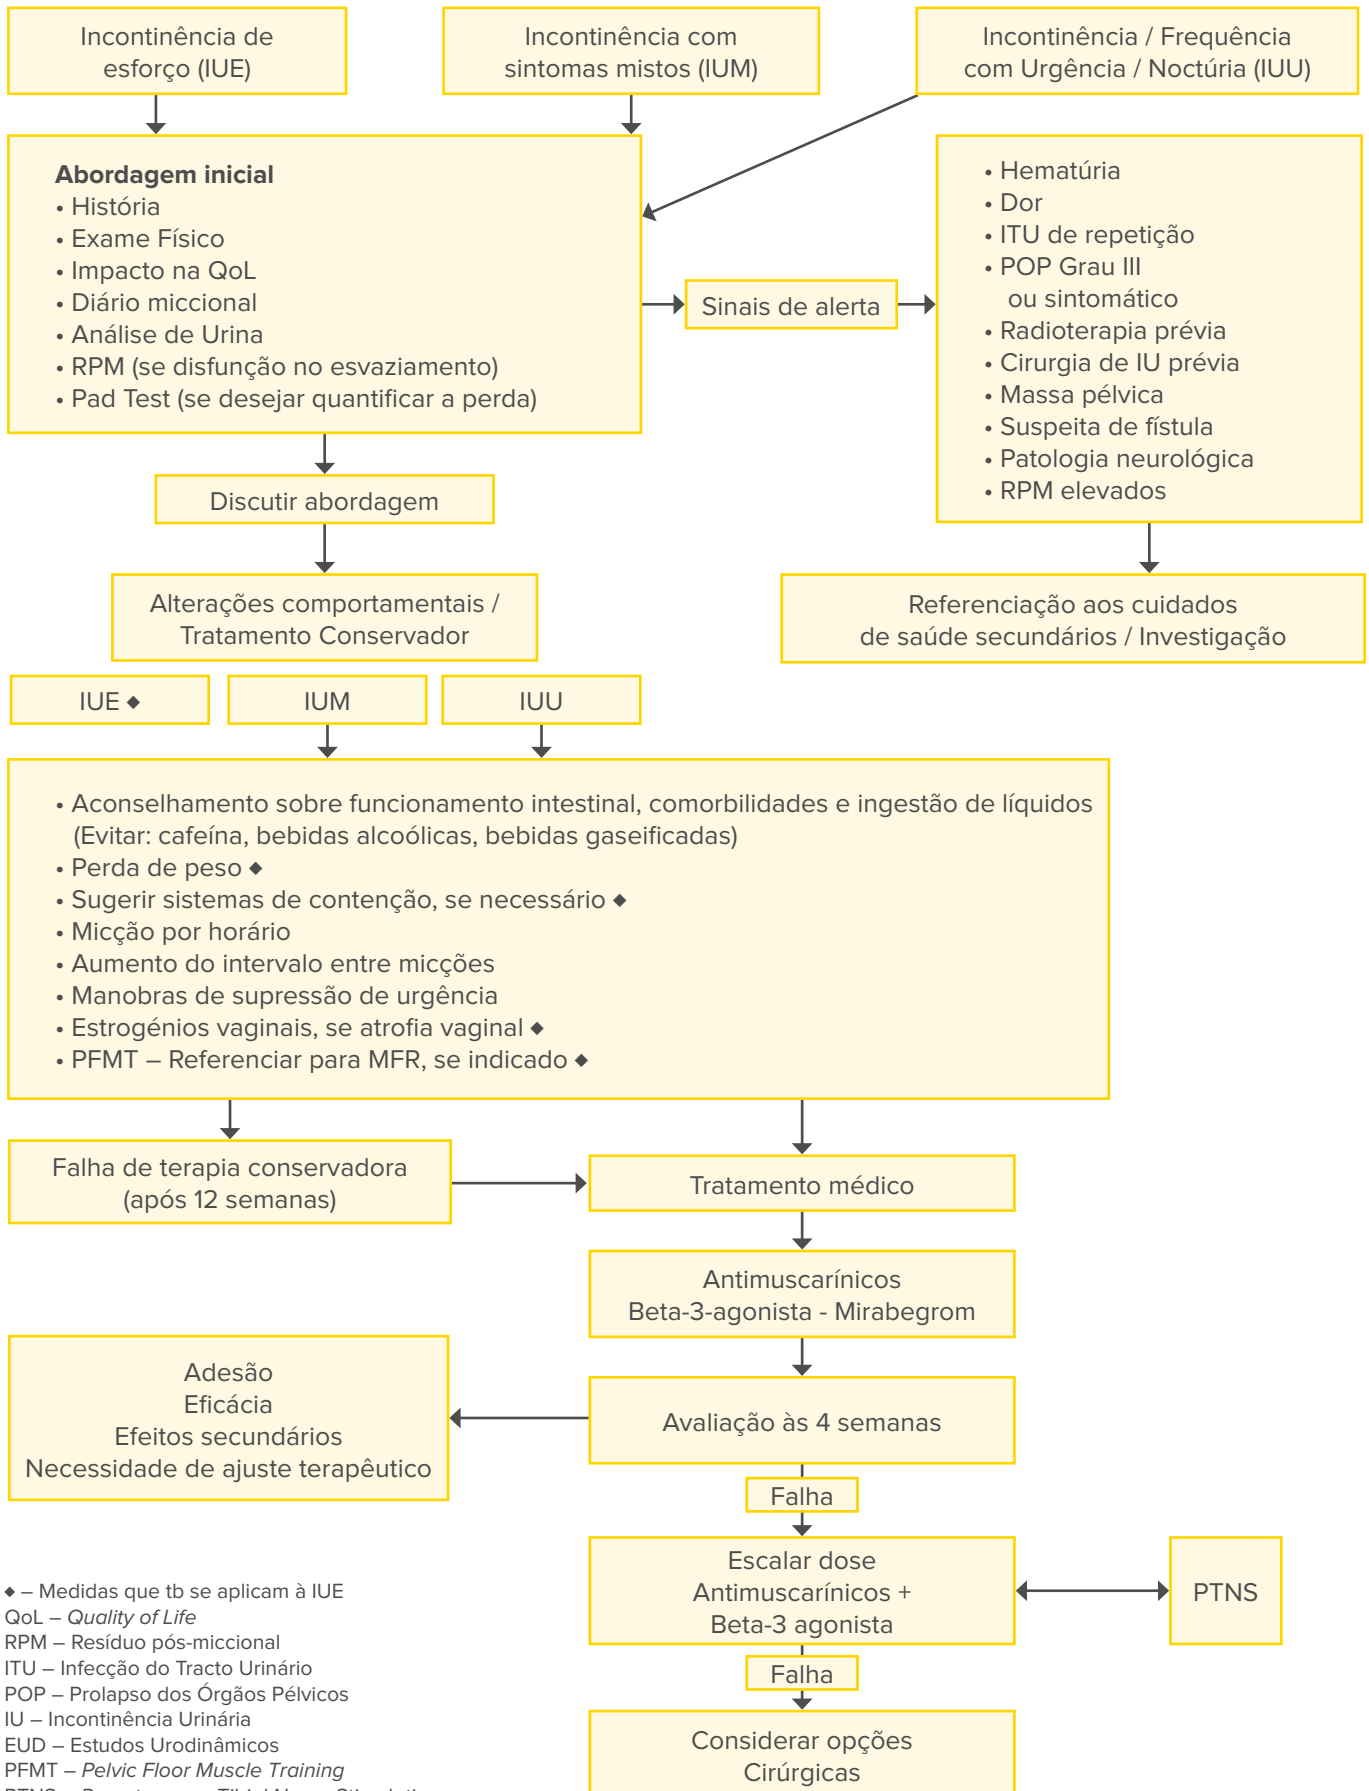 Incontinência de
esforço (IUE)
Incontinência com
sintomas mistos (IUM)
Incontinência / Frequência
com Urgência / Noctúria (IUU)
Abordagem inicial
• História
• Exame Físico
• Impacto na QoL
• Diário miccional
• Análise de Urina
• RPM (se disfunção no esvaziamento)
• Pad Test (se desejar quantificar a perda)
Sinais de alerta
• Hematúria
• Dor
• ITU de repetição
• POP Grau III
ou sintomático
• Radioterapia prévia
• Cirurgia de IU prévia
• Massa pélvica
• Suspeita de fístula
• Patologia neurológica
• RPM elevados
Discutir abordagem
Alterações comportamentais /
Tratamento Conservador
Referenciação aos cuidados
de saúde secundários / Investigação
IUE ◆
IUM
IUU
• Aconselhamento sobre funcionamento intestinal, comorbilidades e ingestão de líquidos
(Evitar: cafeína, bebidas alcoólicas, bebidas gaseificadas)
• Perda de peso ◆
• Sugerir sistemas de contenção, se necessário ◆
• Micção por horário
• Aumento do intervalo entre micções
• Manobras de supressão de urgência
• Estrogénios vaginais, se atrofia vaginal ◆
• PFMT – Referenciar para MFR, se indicado ◆
Falha de terapia conservadora
(após 12 semanas)
Tratamento médico
Antimuscarínicos
Beta-3-agonista - Mirabegrom
Adesão
Eficácia
Efeitos secundários
Necessidade de ajuste terapêutico
Avaliação às 4 semanas
Falha
Escalar dose
Antimuscarínicos +
Beta-3 agonista
PTNS
Falha
Considerar opções
Cirúrgicas
◆ – Medidas que tb se aplicam à IUE
QoL – Quality of Life
RPM – Resíduo pós-miccional
ITU – Infecção do Tracto Urinário
POP – Prolapso dos Órgãos Pélvicos
IU – Incontinência Urinária
EUD – Estudos Urodinâmicos
PFMT – Pelvic Floor Muscle Training